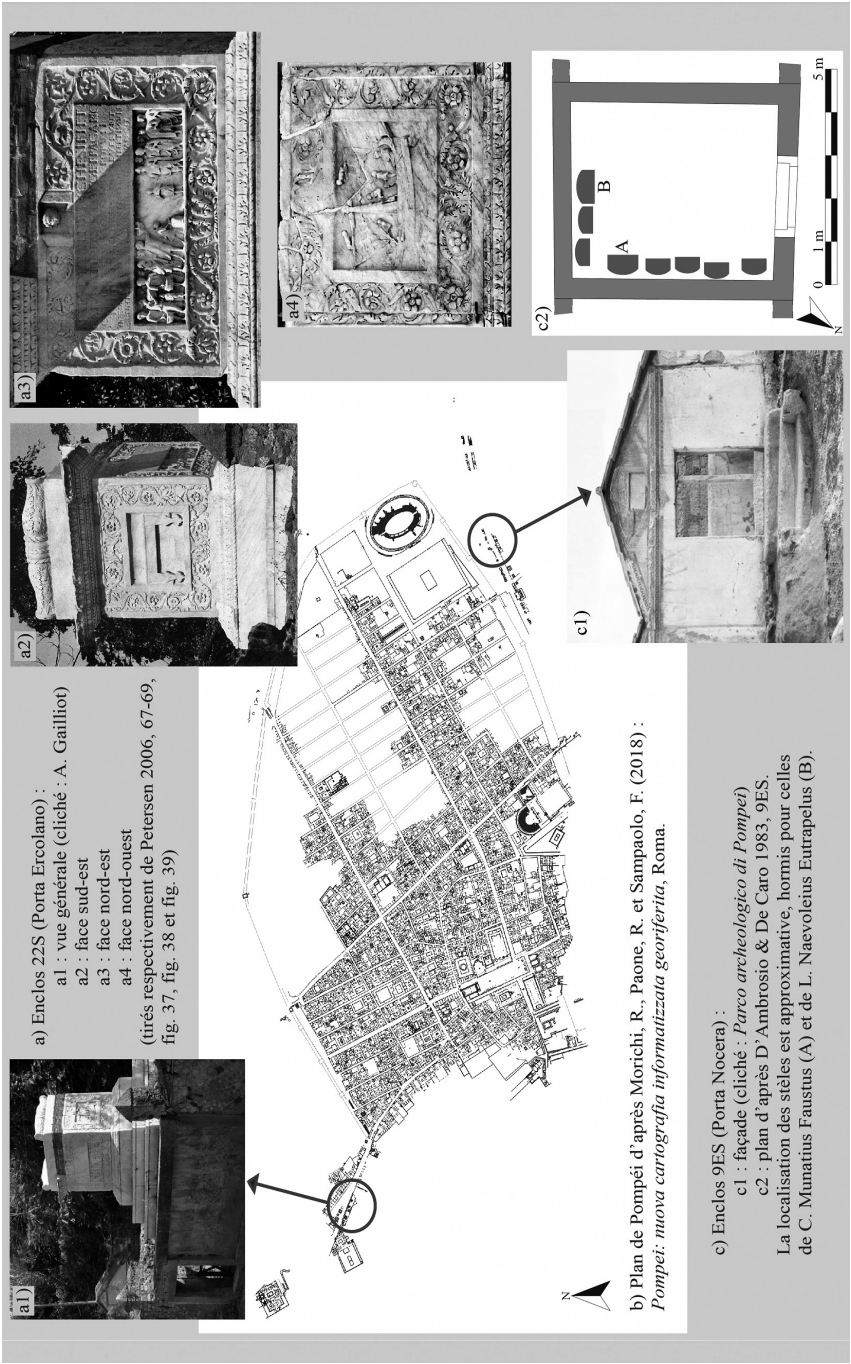 a1)
a) Enclos 22S (Porta Ercolano) :
a1 : vue générale (cliché : A. Gailliot)
a2 : face sud-est
a3 : face nord-est
a4 : face nord-ouest
(tirés respectivement de Petersen 2006, 67-69,
fig. 37, fig. 38 et fig. 39)
a2)
a3)
a4)
N
b) Plan de Pompéi d'après Morichi, R., Paone, R. et Sampaolo, F. (2018) :
Pompei: nuova cartografia informatizzata georiferita, Roma.
c) Enclos 9ES (Porta Nocera) :
c1 : façade (cliché : Parco archeologico di Pompei)
c2 : plan d'après D'Ambrosio & De Caro 1983, 9ES.
La localisation des stèles est approximative, hormis pour celles
de C. Munatius Faustus (A) et de L. Naevoleius Eutrapelus (B).
c1)
c2)
A
B
N
0 1 m 5 m